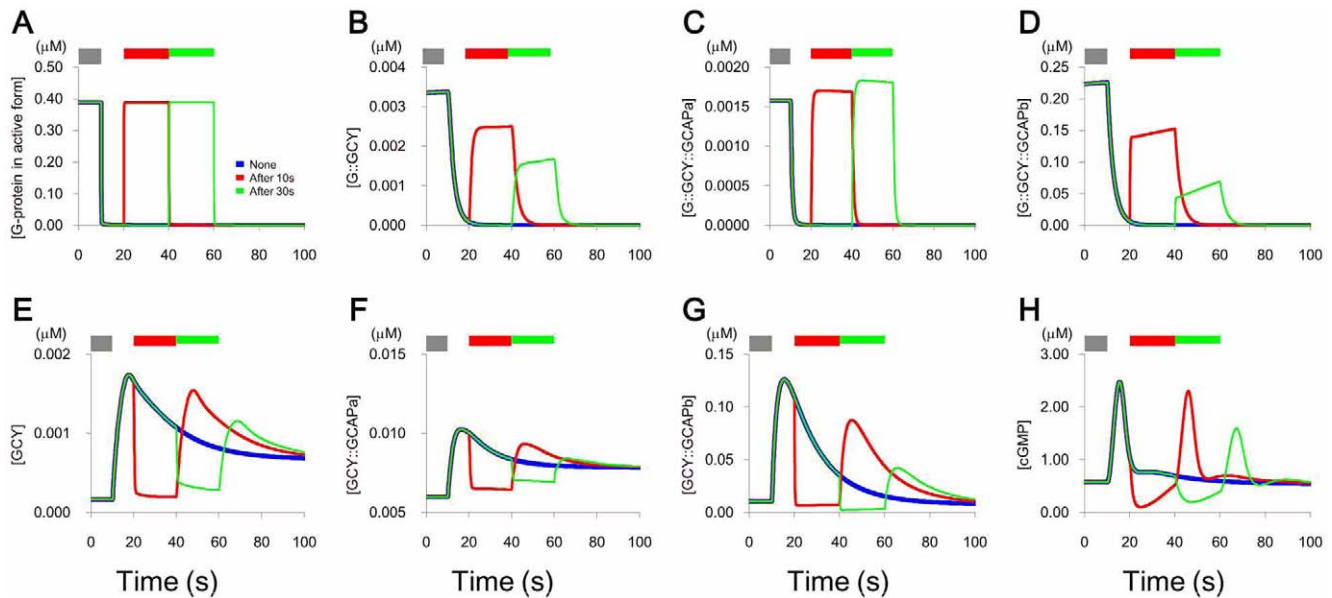 A
(μM)
[G-protein in active form]
0.50
0.40
0.30
0.20
0.10
0.00
None
After 10s
After 30s
0 20 40 60 80 100
B
(μM)
[G::GCY]
0.004
0.003
0.002
0.001
0.000
0 20 40 60 80 100
C
(μM)
[G::GCY::GCAPa]
0.0020
0.0015
0.0010
0.0005
0.0000
0 20 40 60 80 100
D
(μM)
[G::GCY::GCAPb]
0.25
0.20
0.15
0.10
0.05
0.00
0 20 40 60 80 100
E
(μM)
[GCY]
0.002
0.001
0.000
0 20 40 60 80 100
Time (s)
F
(μM)
[GCY::GCAPa]
0.015
0.010
0.005
0 20 40 60 80 100
Time (s)
G
(μM)
[GCY::GCAPb]
0.15
0.10
0.05
0.00
0 20 40 60 80 100
Time (s)
H
(μM)
[cGMP]
3.00
2.00
1.00
0.00
0 20 40 60 80 100
Time (s)